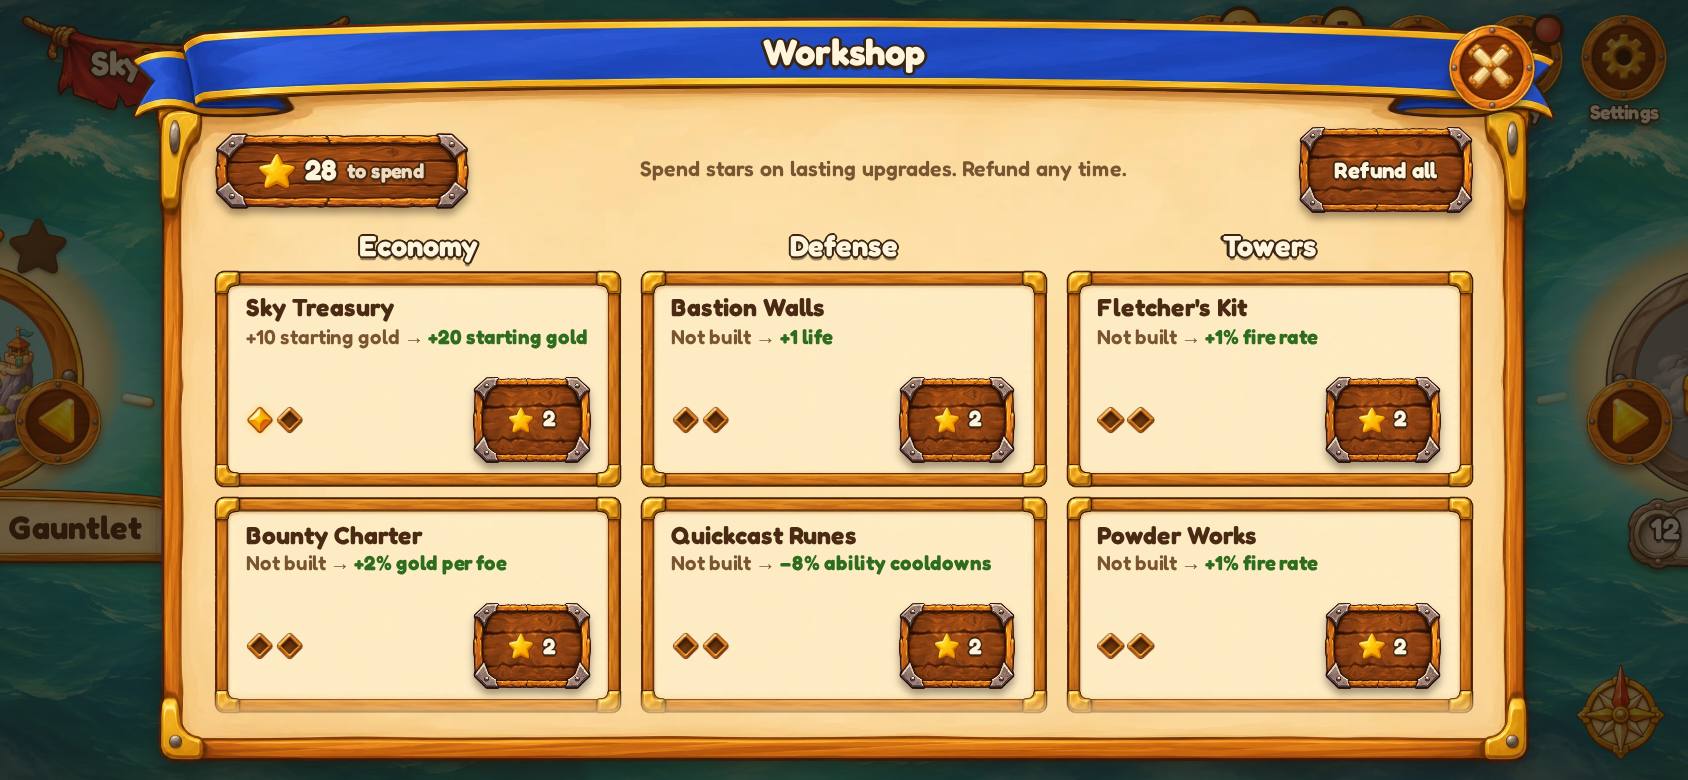 Workshop
Sky
Settings
28 to spend
Spend stars on lasting upgrades. Refund any time.
Refund all
Economy
Defense
Towers
Sky Treasury
+10 starting gold → +20 starting gold
2
Bastion Walls
Not built → +1 life
2
Fletcher's Kit
Not built → +1% fire rate
2
Gauntlet
Bounty Charter
Not built → +2% gold per foe
2
Quickcast Runes
Not built → −8% ability cooldowns
2
Powder Works
Not built → +1% fire rate
2
12